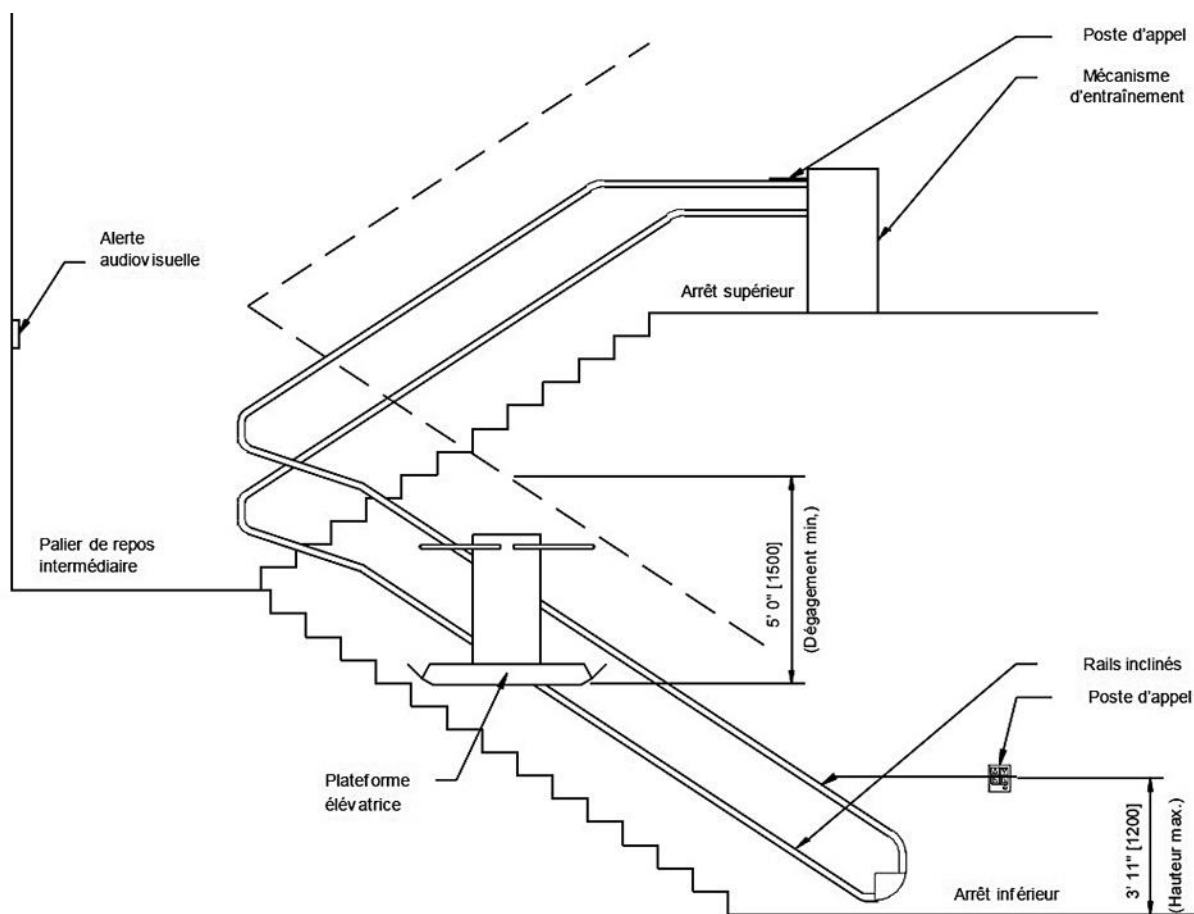 Poste d'appel
Mécanisme
d'entraînement
Alerte
audiovisuelle
Arrêt supérieur
Palier de repos
intermédiaire
5' 0" [1500]
(Dégagement min,)
Rails inclinés
Poste d'appel
Plateforme
élévatrice
3' 11" [1200]
(Hauteur max.)
Arrêt inférieur